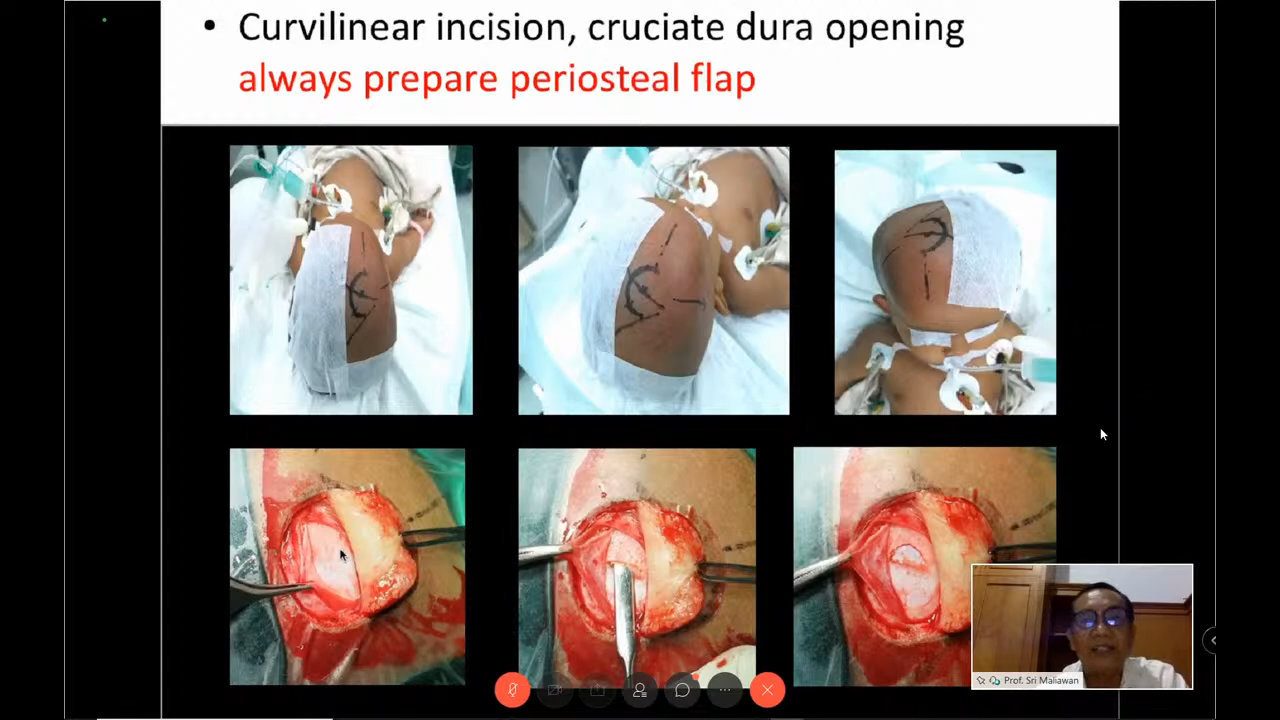 • Curvilinear incision, cruciate dura opening
always prepare periosteal flap
Prof. Sri Maliawan